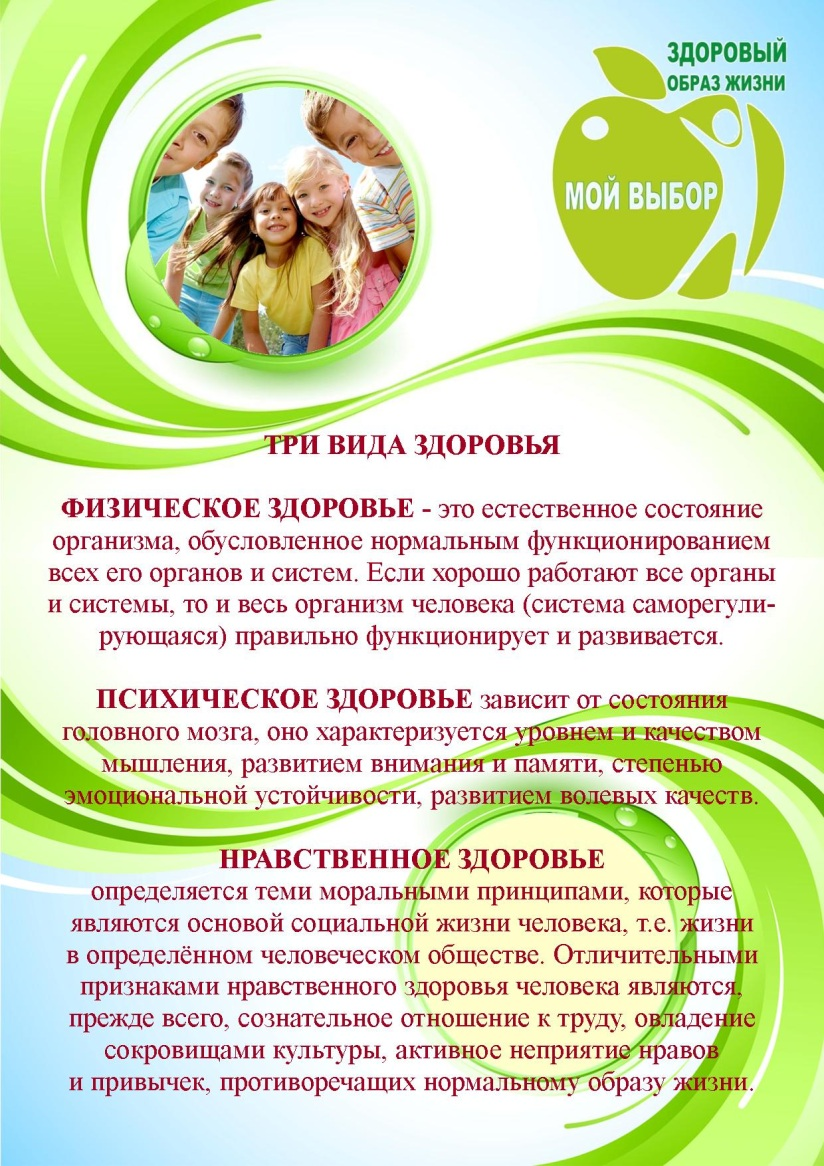 ЗДОРОВЫЙ
ОБРАЗ ЖИЗНИ
МОЙ ВЫБОР
ТРИ ВИДА ЗДОРОВЬЯ
ФИЗИЧЕСКОЕ ЗДОРОВЬЕ - это естественное состояние
организма, обусловленное нормальным функционированием
всех его органов и систем. Если хорошо работают все органы
и системы, то и весь организм человека (система саморегули-
рующаяся) правильно функционирует и развивается.
ПСИХИЧЕСКОЕ ЗДОРОВЬЕ зависит от состояния
головного мозга, оно характеризуется уровнем и качеством
мышления, развитием внимания и памяти, степенью
эмоциональной устойчивости, развитием волевых качеств.
НРАВСТВЕННОЕ ЗДОРОВЬЕ
определяется теми моральными принципами, которые
являются основой социальной жизни человека, т.е. жизни
в определённом человеческом обществе. Отличительными
признаками нравственного здоровья человека являются,
прежде всего, сознательное отношение к труду, овладение
сокровищами культуры, активное неприятие нравов
и привычек, противоречащих нормальному образу жизни.